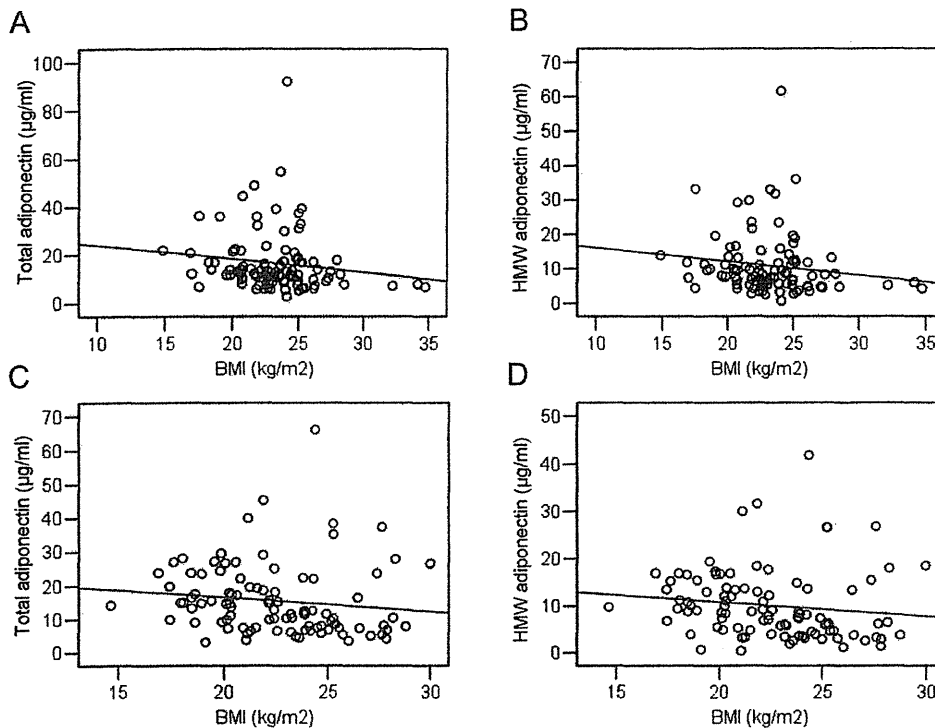 A
Total adiponectin (µg/ml)
100
80
60
40
20
0
10 15 20 25 30 35
BMI (kg/m2)
B
HMW adiponectin (µg/ml)
70
60
50
40
30
20
10
0
10 15 20 25 30 35
BMI (kg/m2)
C
Total adiponectin (µg/ml)
70
60
50
40
30
20
10
0
15 20 25 30
BMI (kg/m2)
D
HMW adiponectin (µg/ml)
50
40
30
20
10
0
15 20 25 30
BMI (kg/m2)